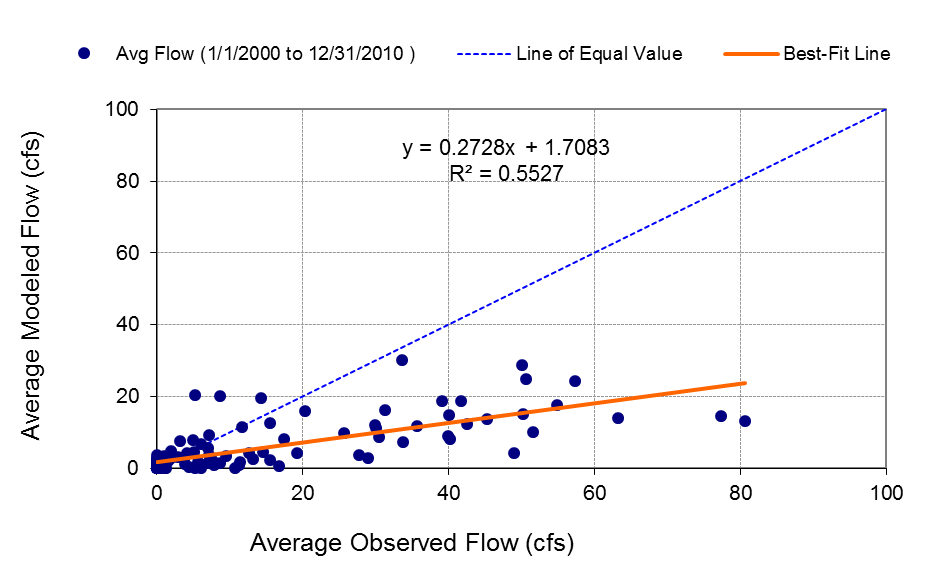 Avg Flow (1/1/2000 to 12/31/2010 ) Line of Equal Value Best-Fit Line
y = 0.2728x + 1.7083
R² = 0.5527
Average Modeled Flow (cfs)
100
80
60
40
20
0
0 20 40 60 80 100
Average Observed Flow (cfs)